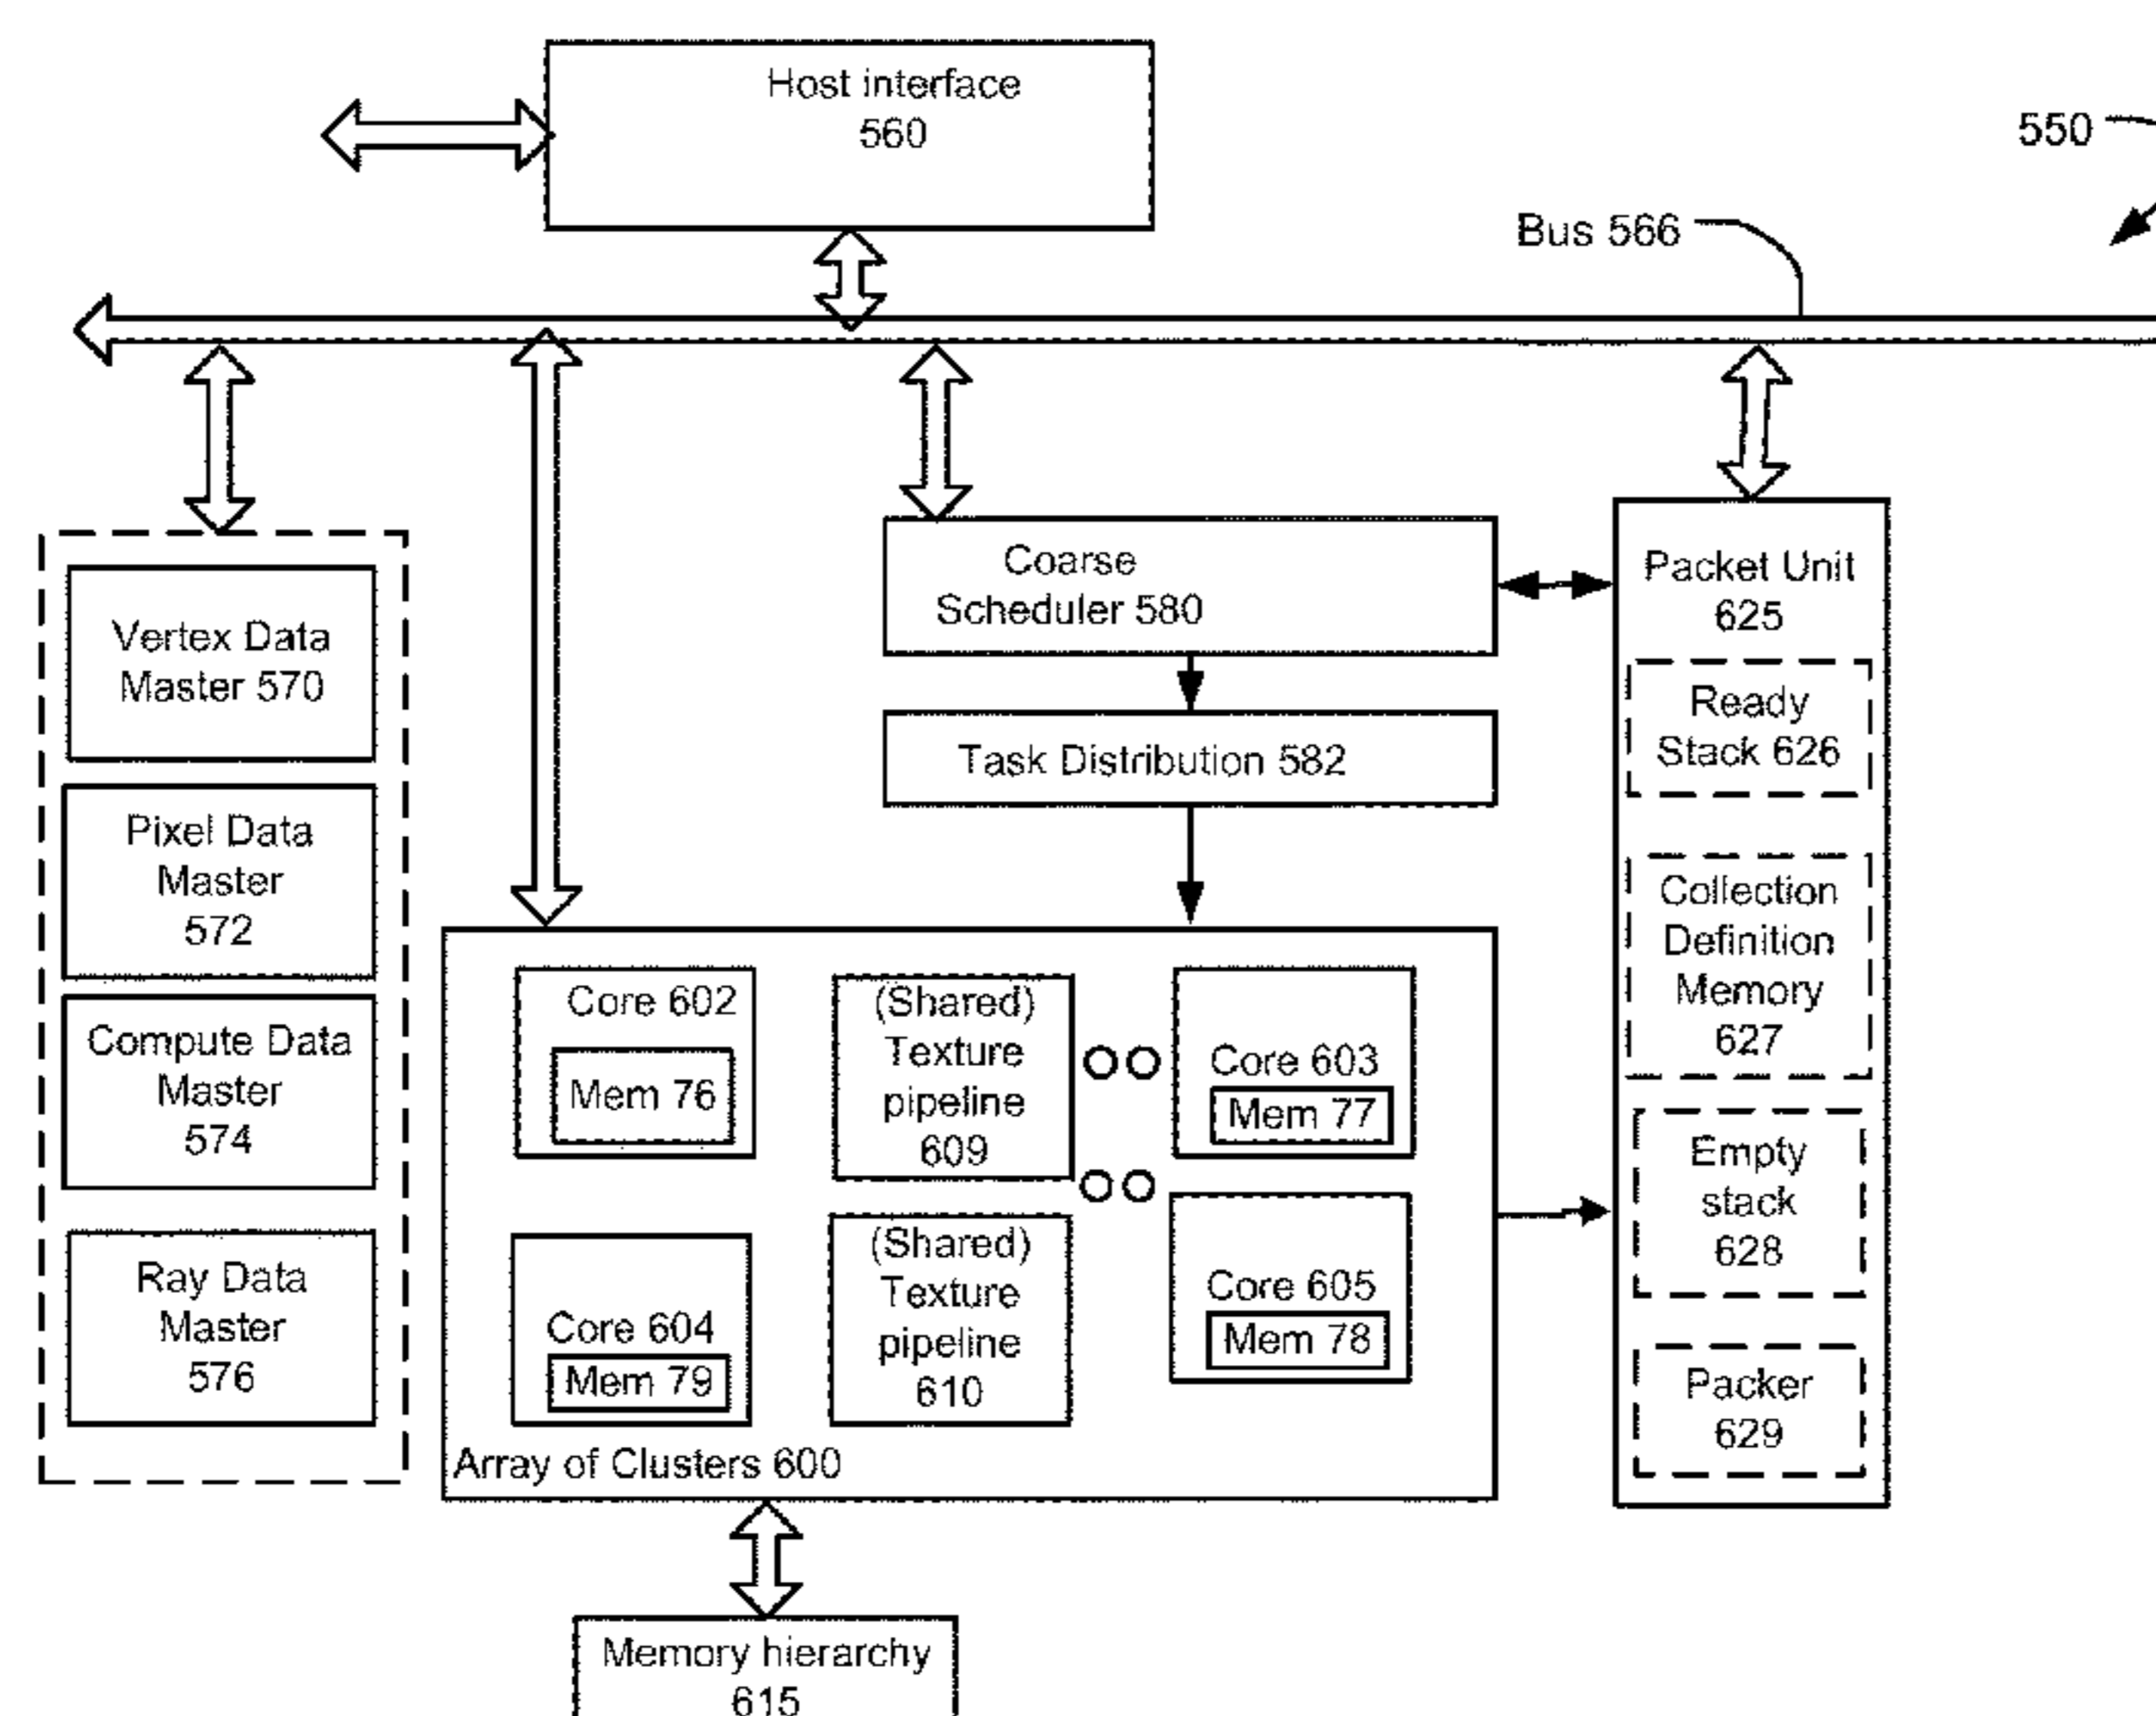 Host interface
560
550
Bus 566
Vertex Data
Master 570
Pixel Data
Master
572
Compute Data
Master
574
Ray Data
Master
576
Coarse
Scheduler 580
Task Distribution 582
Packet Unit
625
Ready
Stack 626
Collection
Definition
Memory
627
Empty
stack
628
Packer
629
Core 602
Mem 76
(Shared)
Texture
pipeline
609
Core 603
Mem 77
Core 604
Mem 79
(Shared)
Texture
pipeline
610
Core 605
Mem 78
Array of Clusters 600
Memory hierarchy
615